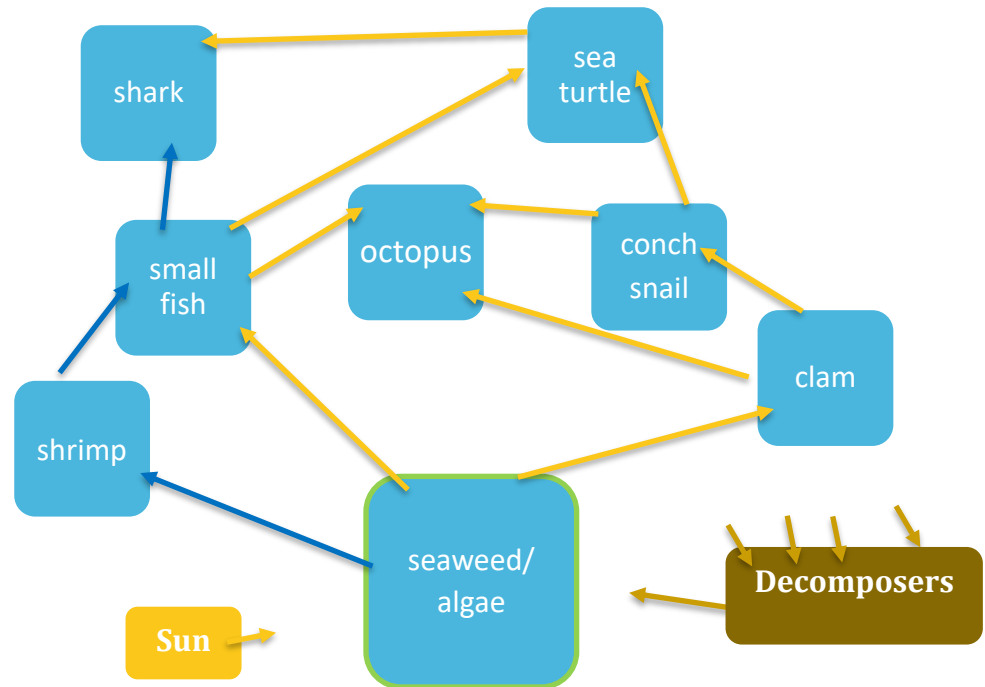 shark
sea
turtle
small
fish
octopus
conch
snail
clam
shrimp
seaweed/
algae
Decomposers
Sun